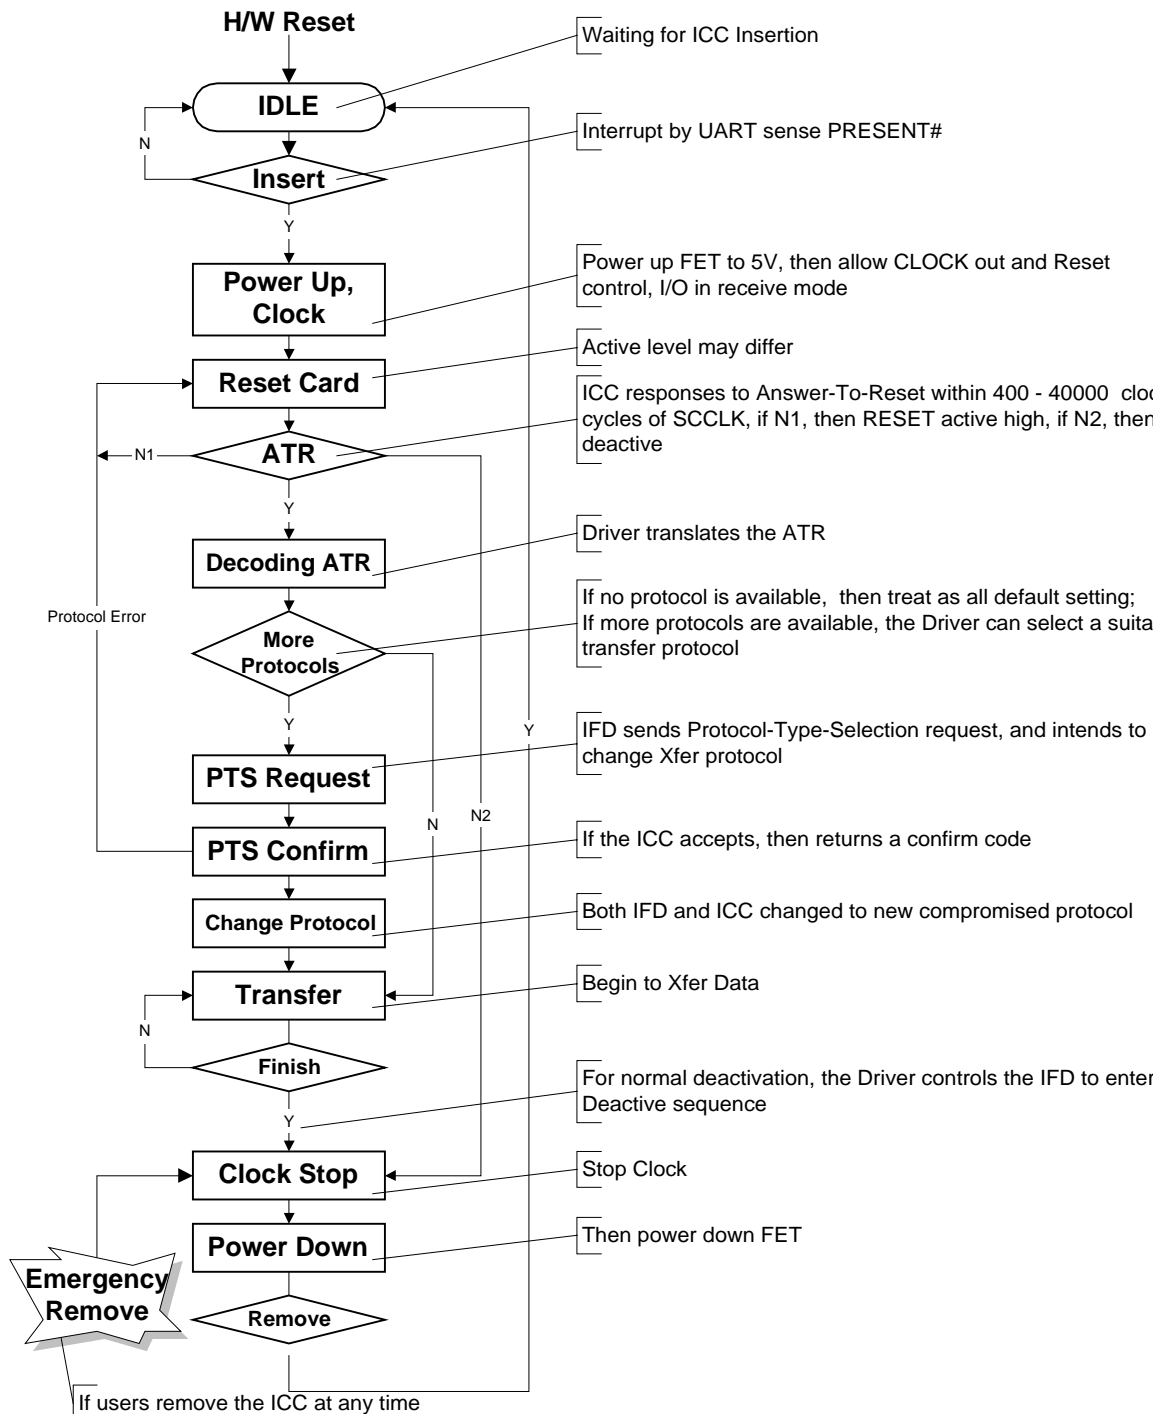 H/W Reset
Waiting for ICC Insertion
IDLE
Interrupt by UART sense PRESENT#
N
Insert
Y
Power up FET to 5V, then allow CLOCK out and Reset
control, I/O in receive mode
Power Up,
Clock
Active level may differ
Reset Card
ICC responses to Answer-To-Reset within 400 - 40000 cloc
cycles of SCCLK, if N1, then RESET active high, if N2, then
deactive
N1
ATR
Y
Driver translates the ATR
Decoding ATR
Protocol Error
If no protocol is available, then treat as all default setting;
If more protocols are available, the Driver can select a suita
transfer protocol
More
Protocols
Y
Y
IFD sends Protocol-Type-Selection request, and intends to
change Xfer protocol
PTS Request
N
N2
If the ICC accepts, then returns a confirm code
PTS Confirm
Both IFD and ICC changed to new compromised protocol
Change Protocol
Begin to Xfer Data
Transfer
N
Finish
For normal deactivation, the Driver controls the IFD to enter
Deactive sequence
Y
Clock Stop
Stop Clock
Power Down
Then power down FET
Emergency
Remove
Remove
If users remove the ICC at any time